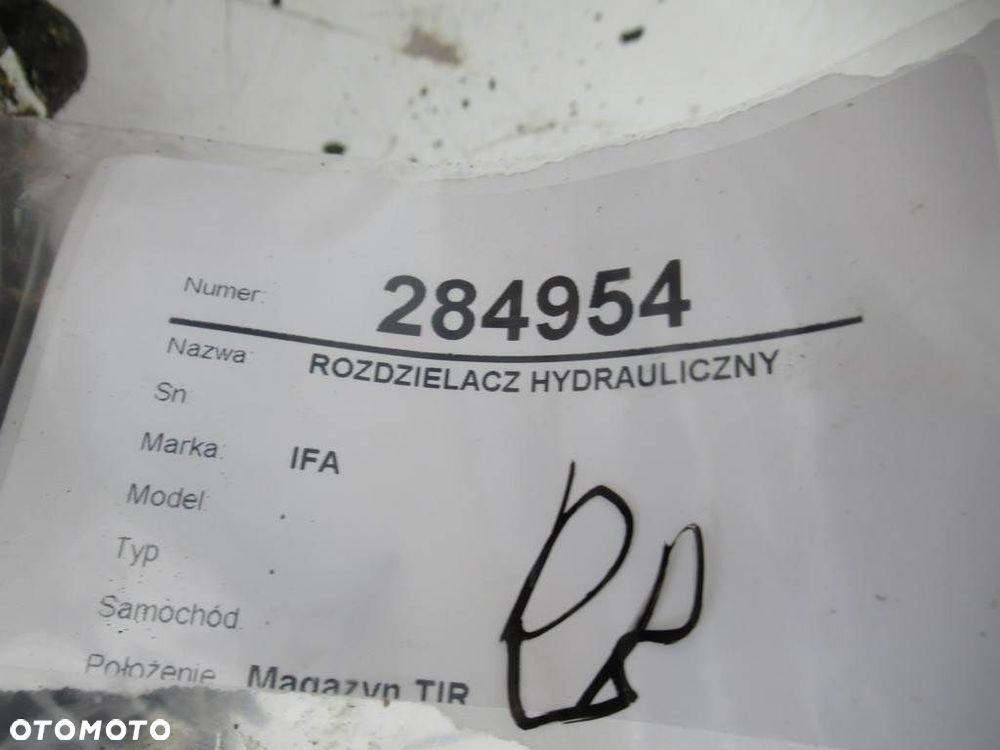 Numer: 284954
Nazwa: ROZDZIELACZ HYDRAULICZNY
Sn
Marka: IFA
Model: .
Typ .
Samochód.
Położenie Magazyn TIR
OTOMOTO